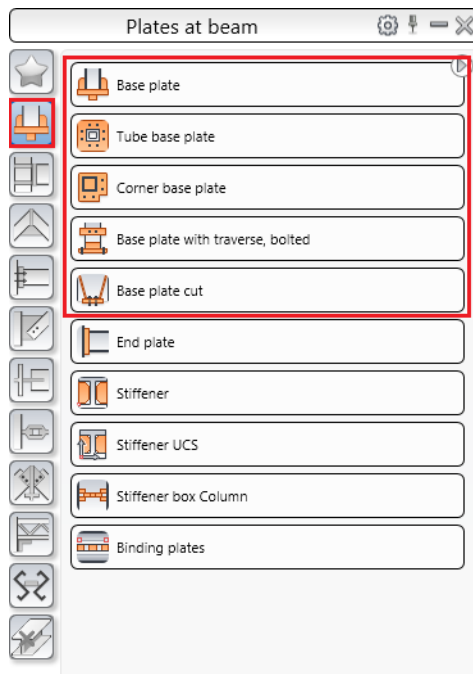 Plates at beam
Base plate
Tube base plate
Corner base plate
Base plate with traverse, bolted
Base plate cut
End plate
Stiffener
Stiffener UCS
Stiffener box Column
Binding plates